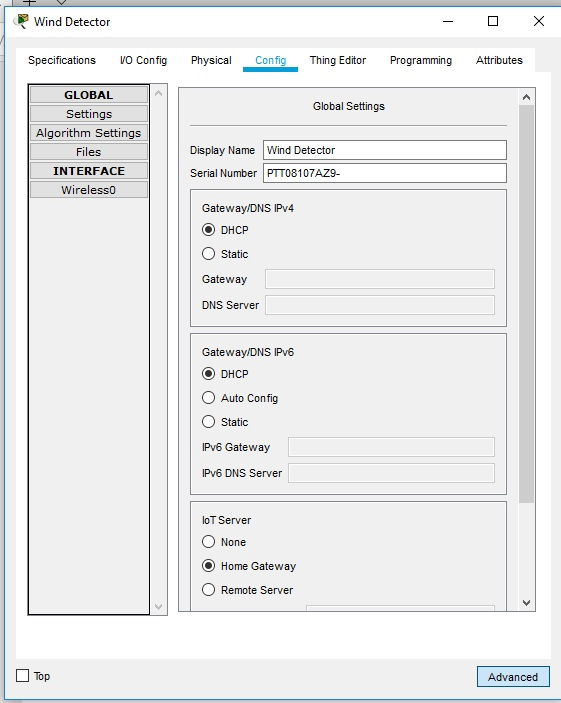 Wind Detector
Specifications I/O Config Physical Config Thing Editor Programming Attributes
GLOBAL
Settings
Algorithm Settings
Files
INTERFACE
Wireless0
Global Settings
Display Name Wind Detector
Serial Number PTT08107AZ9-
Gateway/DNS IPv4
DHCP
Static
Gateway
DNS Server
Gateway/DNS IPv6
DHCP
Auto Config
Static
IPv6 Gateway
IPv6 DNS Server
IoT Server
None
Home Gateway
Remote Server
Top
Advanced